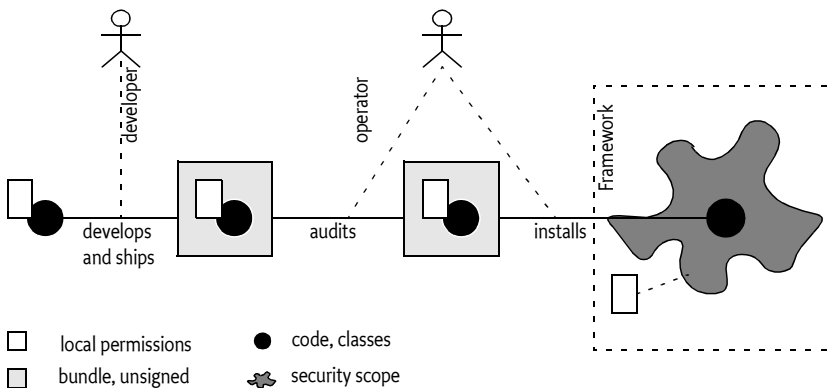 developer
operator
Framework
develops
and ships
audits
installs
local permissions
code, classes
bundle, unsigned
security scope